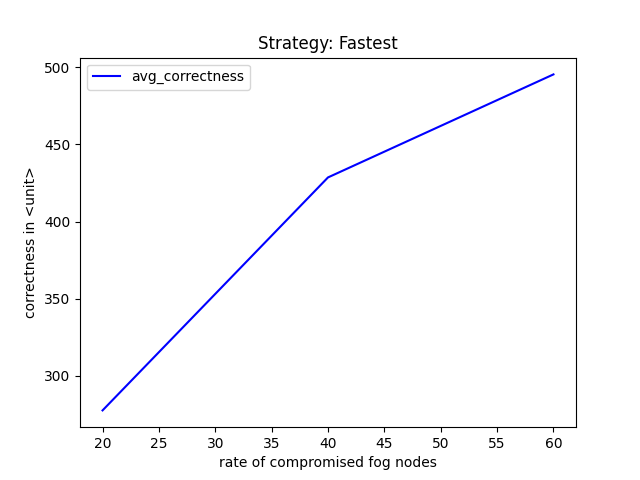 Strategy: Fastest
avg_correctness
500
450
400
350
300
correctness in <unit>
20 25 30 35 40 45 50 55 60
rate of compromised fog nodes